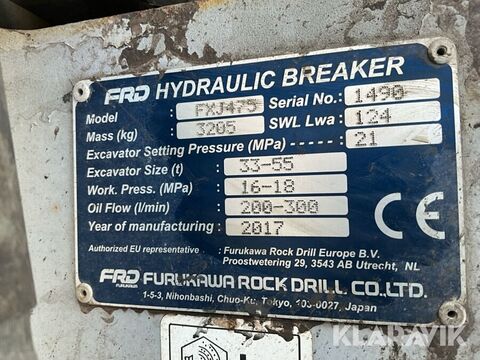 FRD HYDRAULIC BREAKER
Model FXJ475 Serial No.: 1490
Mass (kg) 3205 SWL Lwa : 124
Excavator Setting Pressure (MPa) ------ : 21
Excavator Size (t) : 33-55
Work. Press. (MPa) : 16-18
Oil Flow (l/min) : 200-300
Year of manufacturing : 2017
CE
Authorized EU representative : Furukawa Rock Drill Europe B.V.
Proostwetering 29, 3543 AB Utrecht, NL
FRD FURUKAWA FURUKAWA ROCK DRILL CO.,LTD.
1-5-3, Nihonbashi, Chuo-Ku, Tokyo, 103-0027, Japan
KLARAVIK